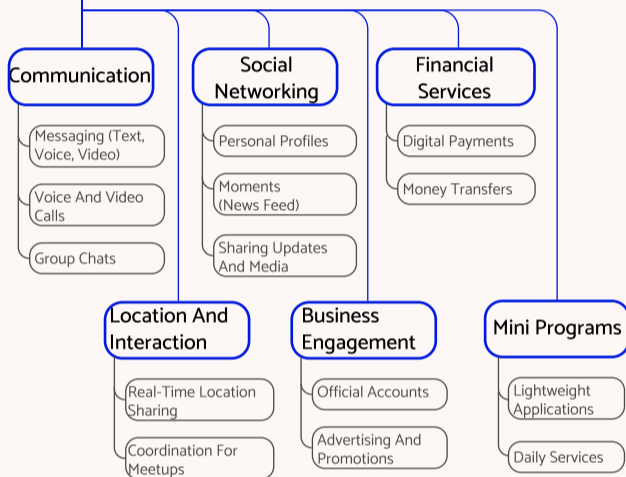 Communication
Messaging (Text,
Voice, Video)
Voice And Video
Calls
Group Chats
Social
Networking
Personal Profiles
Moments
(News Feed)
Sharing Updates
And Media
Financial
Services
Digital Payments
Money Transfers
Location And
Interaction
Real-Time Location
Sharing
Coordination For
Meetups
Business
Engagement
Official Accounts
Advertising And
Promotions
Mini Programs
Lightweight
Applications
Daily Services